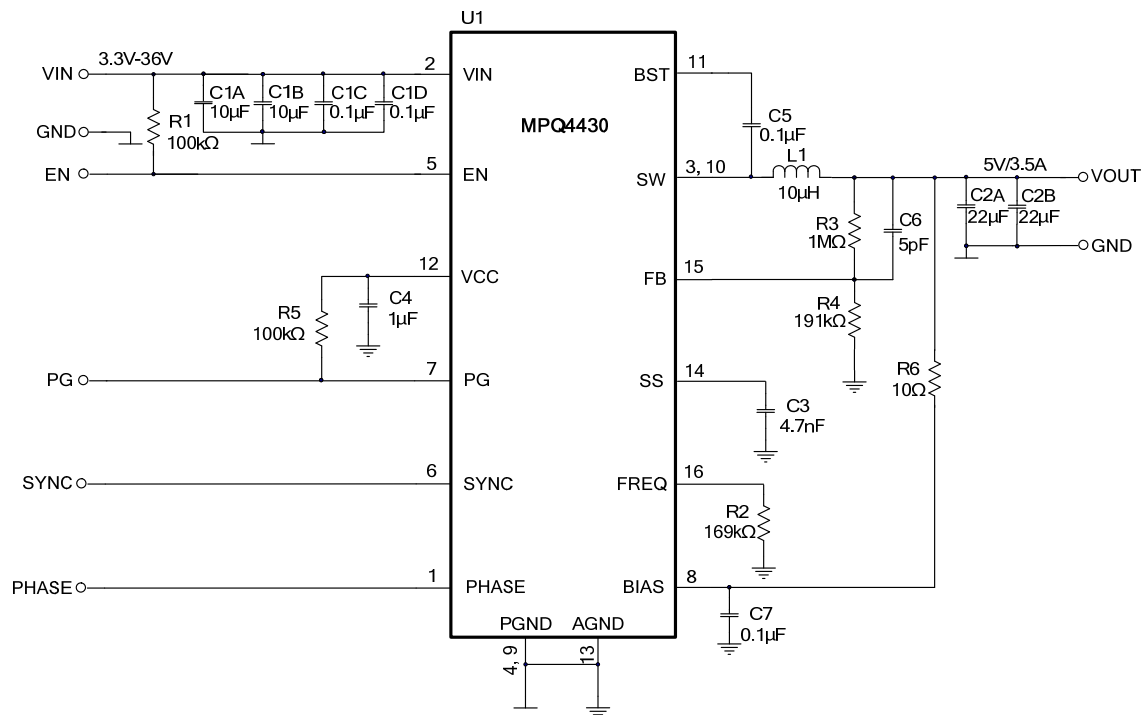 U1
3.3V-36V
VIN
2
VIN
C1A
10µF
C1B
10µF
C1C
0.1µF
C1D
0.1µF
GND
R1
100kΩ
EN
5
EN
MPQ4430
BST
11
C5
0.1µF
L1
10µH
3, 10
SW
5V/3.5A
VOUT
C2A
22µF
C2B
22µF
GND
R3
1MΩ
C6
5pF
12
VCC
C4
1µF
R5
100kΩ
FB
15
R4
191kΩ
PG
7
PG
SS
14
C3
4.7nF
R6
10Ω
SYNC
6
SYNC
FREQ
16
R2
169kΩ
PHASE
1
PHASE
BIAS
8
C7
0.1µF
PGND
AGND
4, 9
13